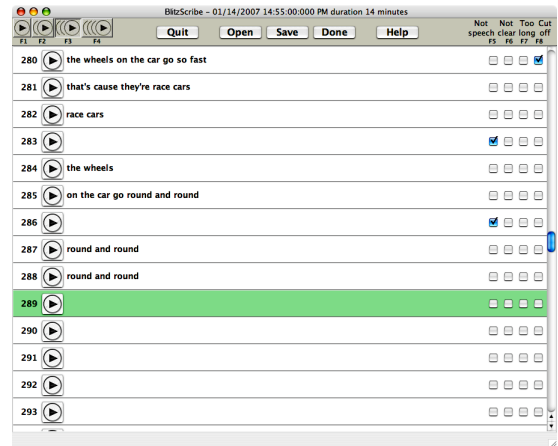 BlitzScribe - 01/14/2007 14:55:00:000 PM duration 14 minutes
F1 F2 F3 F4 Quit Open Save Done Help
Not Not Too Cut
speech clear long off
F5 F6 F7 F8
280 the wheels on the car go so fast
281 that's cause they're race cars
282 race cars
283
284 the wheels
285 on the car go round and round
286
287 round and round
288 round and round
289
290
291
292
293